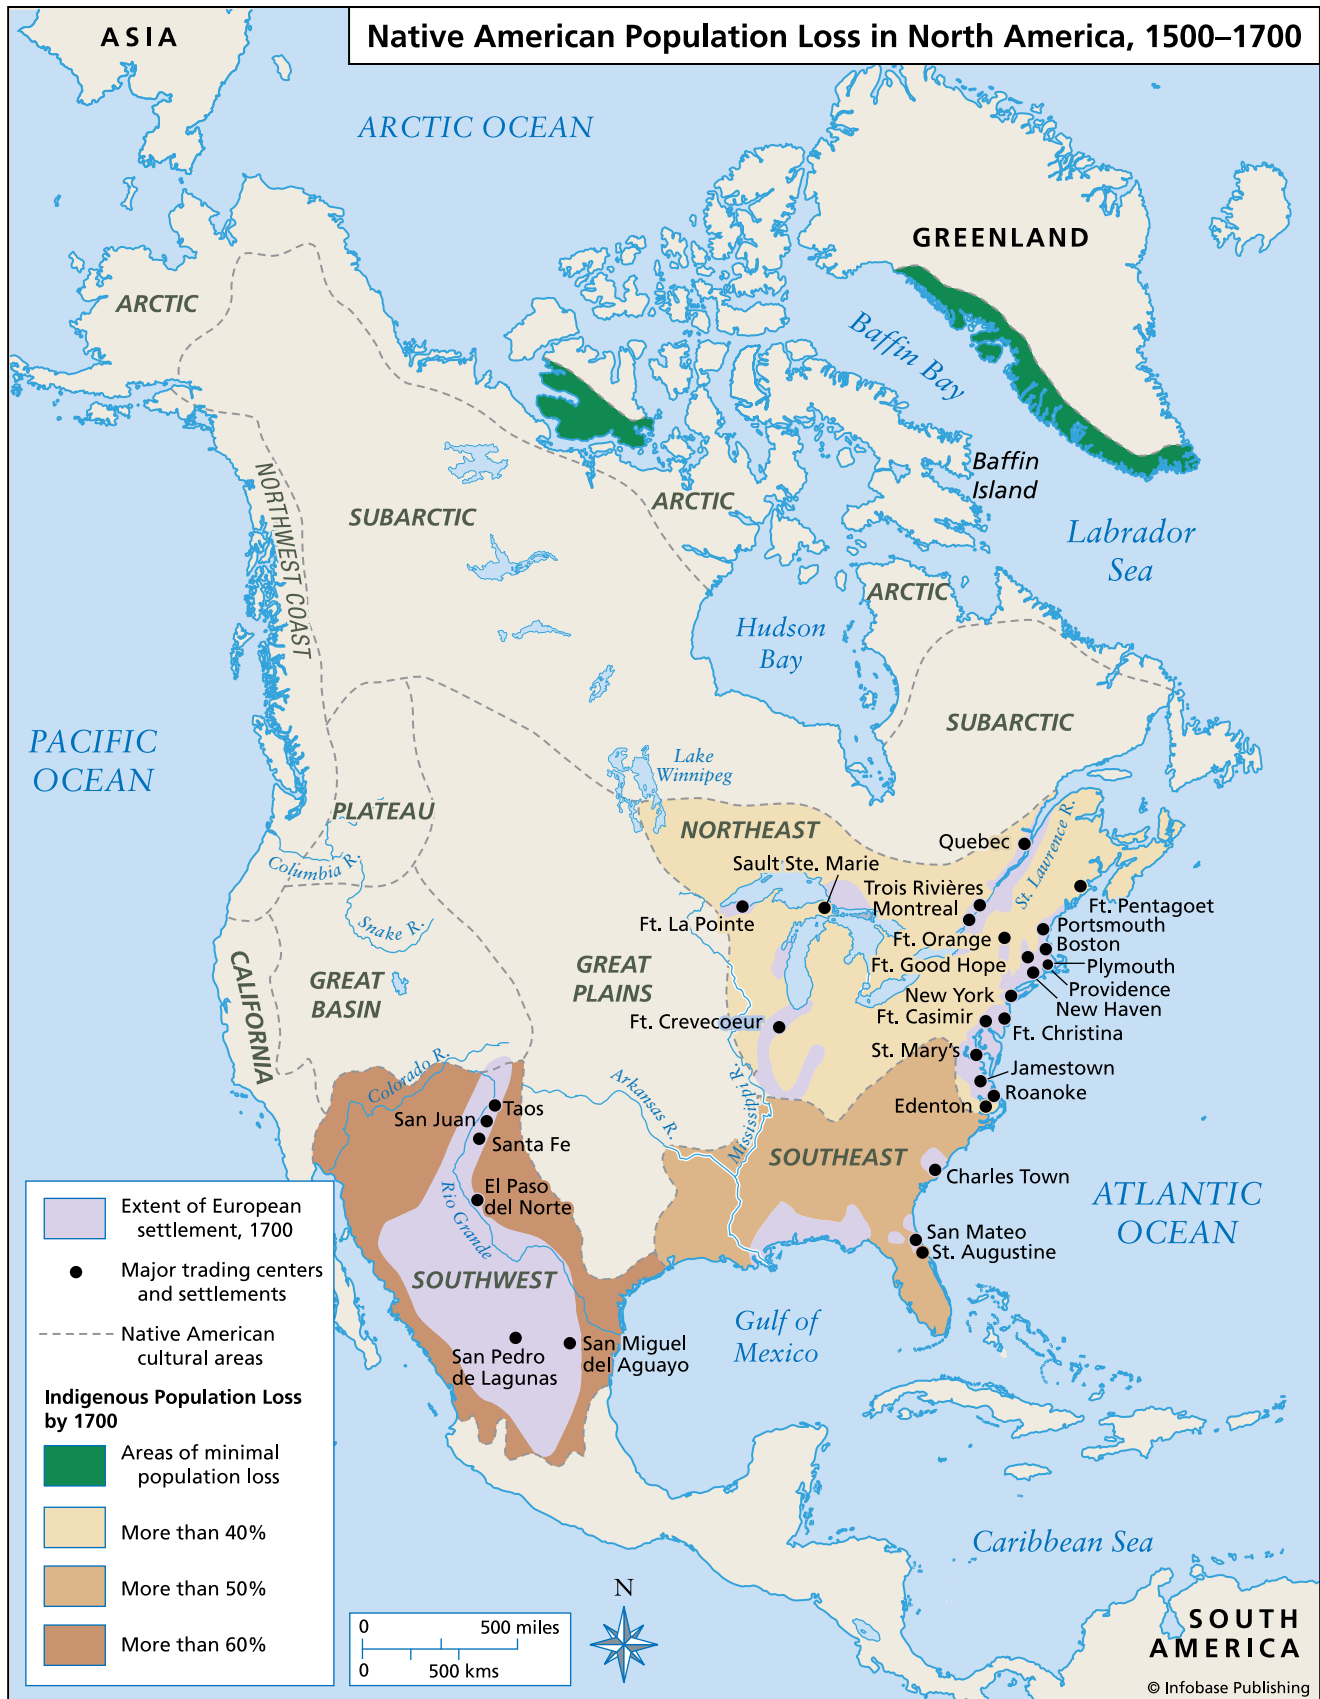 Native American Population Loss in North America, 1500–1700
ASIA
ARCTIC OCEAN
GREENLAND
ARCTIC
Baffin Bay
Baffin
Island
NORTHWEST COAST
SUBARCTIC
ARCTIC
Labrador
Sea
ARCTIC
Hudson
Bay
SUBARCTIC
PACIFIC
OCEAN
Lake
Winnipeg
PLATEAU
NORTHEAST
Quebec
St. Lawrence R.
Columbia R.
Sault Ste. Marie
Trois Rivières
Montreal
Ft. Pentagoet
Snake R.
Ft. La Pointe
Portsmouth
Ft. Orange
Boston
CALIFORNIA
GREAT
BASIN
GREAT
PLAINS
Ft. Good Hope
Plymouth
Providence
New York
New Haven
Ft. Crevecoeur
Ft. Casimir
Ft. Christina
St. Mary's
Colorado R.
Arkansas R.
Mississippi R.
Jamestown
Roanoke
Edenton
Taos
San Juan
Santa Fe
SOUTHEAST
Charles Town
El Paso
del Norte
Rio Grande
ATLANTIC
OCEAN
San Mateo
St. Augustine
SOUTHWEST
Gulf of
Mexico
San Miguel
del Aguayo
San Pedro
de Lagunas
Caribbean Sea
SOUTH
AMERICA
Extent of European
settlement, 1700
Major trading centers
and settlements
Native American
cultural areas
Indigenous Population Loss
by 1700
Areas of minimal
population loss
More than 40%
More than 50%
More than 60%
0 500 miles
0 500 kms
N
© Infobase Publishing